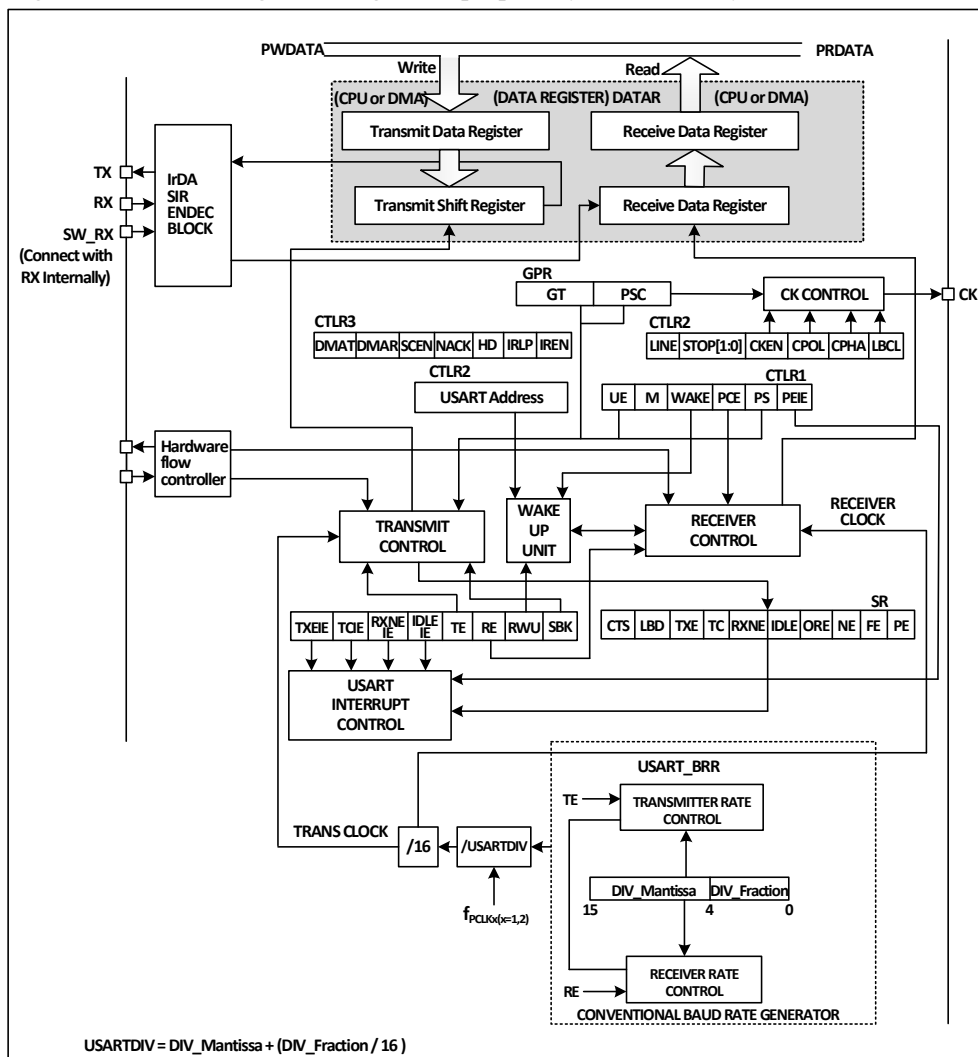 PWDATA
PRDATA
Write
Read
(CPU or DMA)
(DATA REGISTER) DATAR
(CPU or DMA)
Transmit Data Register
Receive Data Register
TX
RX
SW_RX
(Connect with
RX Internally)
IrDA
SIR
ENDEC
BLOCK
Transmit Shift Register
Receive Data Register
GPR
GT
PSC
CK CONTROL
CK
CTLR3
DMAT DMAR SCEN NACK HD IRLP IREN
CTLR2
LINE STOP[1:0] CKEN CPOL CPHA LBCL
CTLR2
USART Address
CTLR1
UE M WAKE PCE PS PEIE
Hardware
flow
controller
TRANSMIT
CONTROL
WAKE
UP
UNIT
RECEIVER
CONTROL
RECEIVER
CLOCK
TXEIE TCIE RXNE IE IDLE IE TE RE RWU SBK
SR
CTS LBD TXE TC RXNE IDLE ORE NE FE PE
USART
INTERRUPT
CONTROL
USART_BRR
TE
TRANSMITTER RATE
CONTROL
TRANS CLOCK
/16
/USARTDIV
fPCLKx(x=1,2)
DIV_Mantissa DIV_Fraction
15 4 0
RE
RECEIVER RATE
CONTROL
CONVENTIONAL BAUD RATE GENERATOR
USARTDIV = DIV_Mantissa + (DIV_Fraction / 16 )